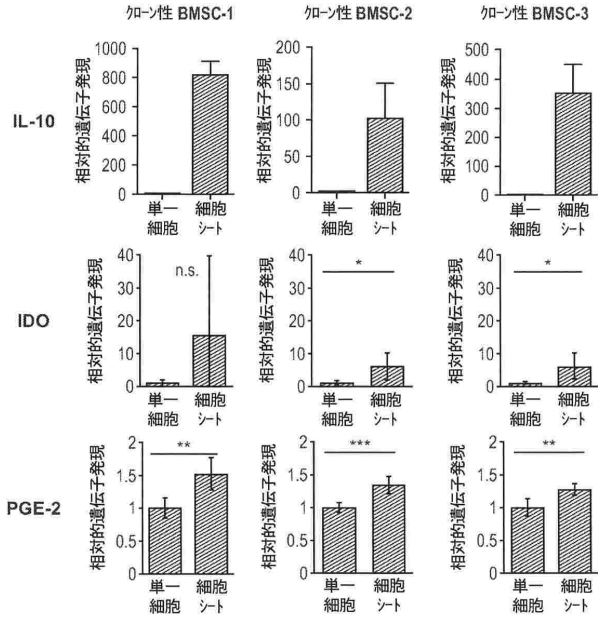 クローン性 BMSC-1
クローン性 BMSC-2
クローン性 BMSC-3
IL-10
相対的遺伝子発現
1000
800
600
400
200
0
単一
細胞
細胞
シート
相対的遺伝子発現
200
150
100
50
0
単一
細胞
細胞
シート
相対的遺伝子発現
500
400
300
200
100
0
単一
細胞
細胞
シート
IDO
相対的遺伝子発現
40
30
20
10
0
n.s.
単一
細胞
細胞
シート
相対的遺伝子発現
40
30
20
10
0
*
単一
細胞
細胞
シート
相対的遺伝子発現
40
30
20
10
0
*
単一
細胞
細胞
シート
PGE-2
相対的遺伝子発現
2
1.5
1
0.5
0
**
単一
細胞
細胞
シート
相対的遺伝子発現
2
1.5
1
0.5
0
***
単一
細胞
細胞
シート
相対的遺伝子発現
2
1.5
1
0.5
0
**
単一
細胞
細胞
シート